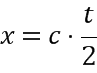 x = c · t/2